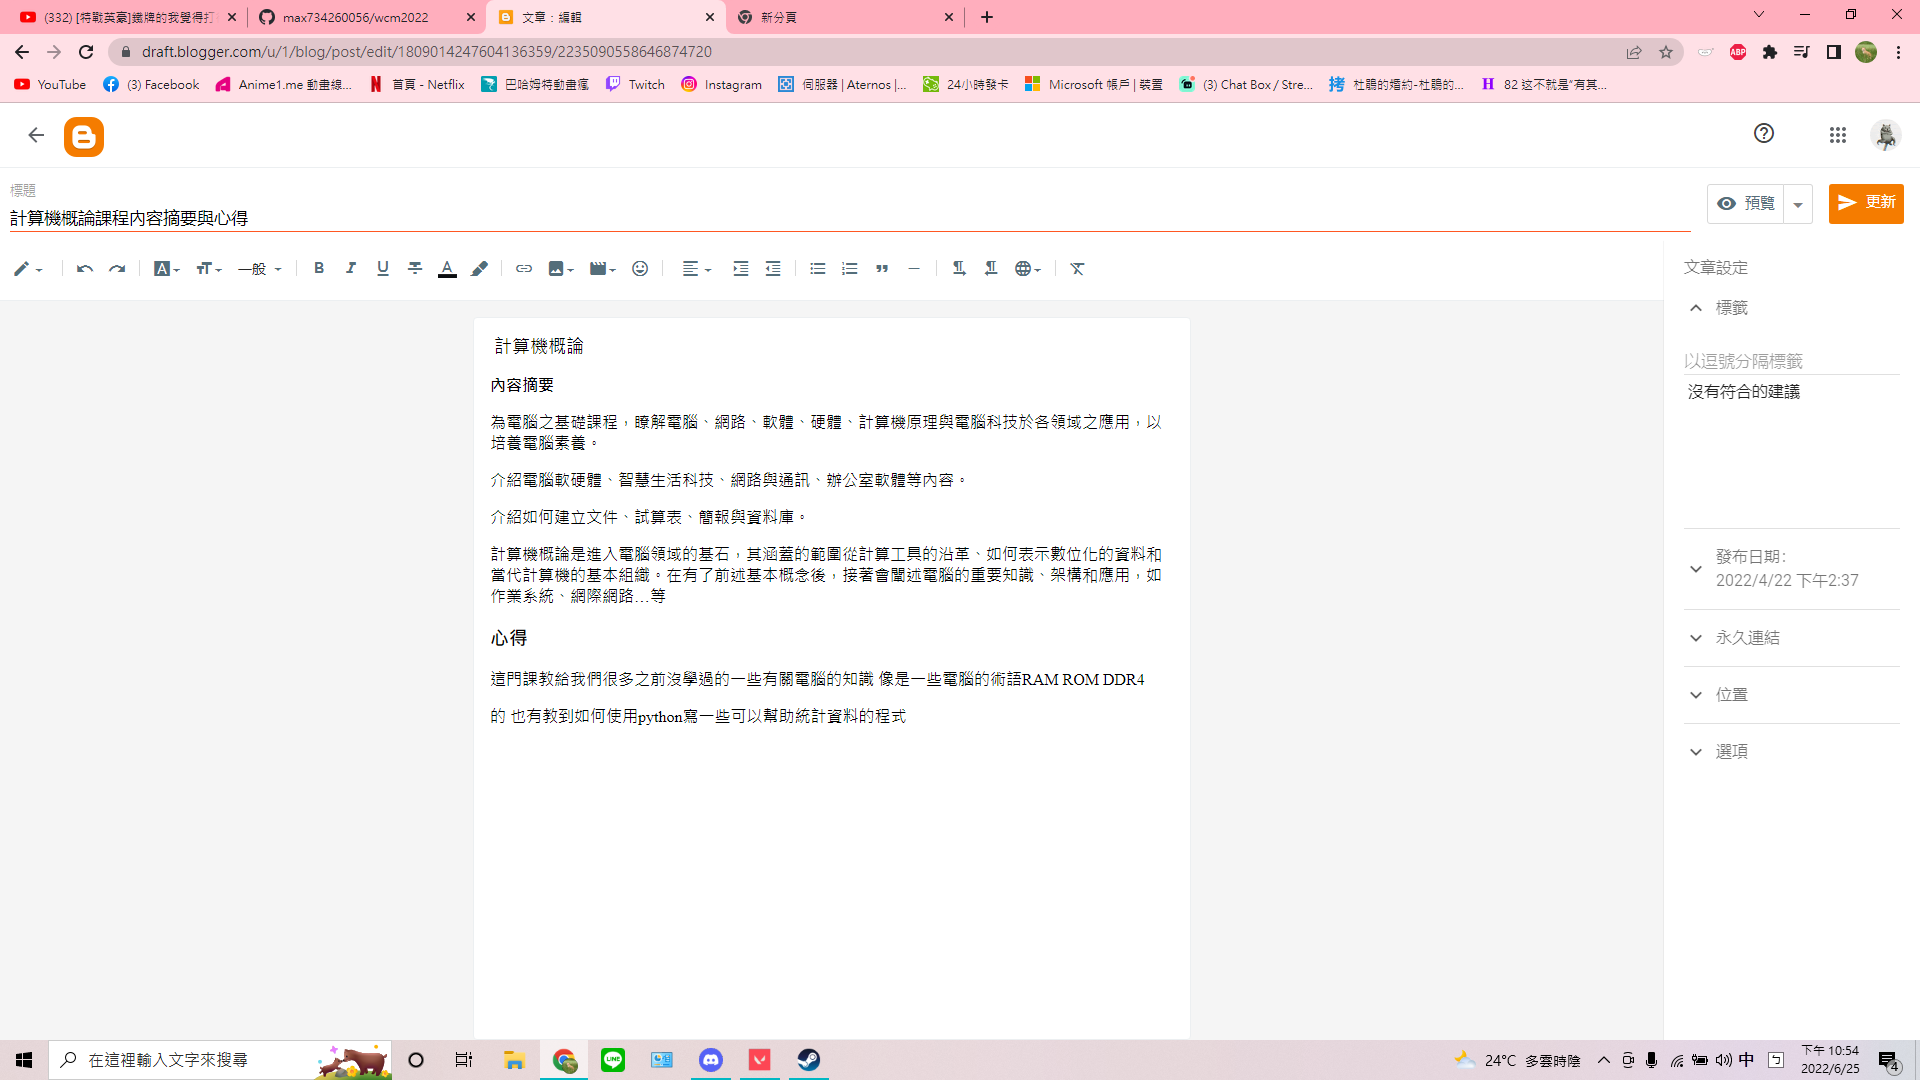 (332) [特戰英豪]鐵牌的我覺得打
max734260056/wcm2022
文章：編輯
新分頁
draft.blogger.com/u/1/blog/post/edit/1809014247604136359/2235090558646874720
ABP
YouTube
(3) Facebook
Anime1.me 動畫線...
首頁 - Netflix
巴哈姆特動畫瘋
Twitch
Instagram
伺服器 | Aternos |...
24小時發卡
Microsoft 帳戶 | 裝置
(3) Chat Box / Stre...
拷 杜鵑的婚約-杜鵑的...
H 82 这不就是“有其...
標題
計算機概論課程內容摘要與心得
預覽
更新
一般
文章設定
標籤
以逗號分隔標籤
沒有符合的建議
發布日期:
2022/4/22 下午2:37
永久連結
位置
選項
計算機概論
內容摘要
為電腦之基礎課程，瞭解電腦、網路、軟體、硬體、計算機原理與電腦科技於各領域之應用，以
培養電腦素養。
介紹電腦軟硬體、智慧生活科技、網路與通訊、辦公室軟體等內容。
介紹如何建立文件、試算表、簡報與資料庫。
計算機概論是進入電腦領域的基石，其涵蓋的範圍從計算工具的沿革、如何表示數位化的資料和
當代計算機的基本組織。在有了前述基本概念後，接著會闡述電腦的重要知識、架構和應用，如
作業系統、網際網路…等
心得
這門課教給我們很多之前沒學過的一些有關電腦的知識 像是一些電腦的術語RAM ROM DDR4
的 也有教到如何使用python寫一些可以幫助統計資料的程式
在這裡輸入文字來搜尋
LINE
24°C 多雲時陰
中
下午 10:54
2022/6/25
4